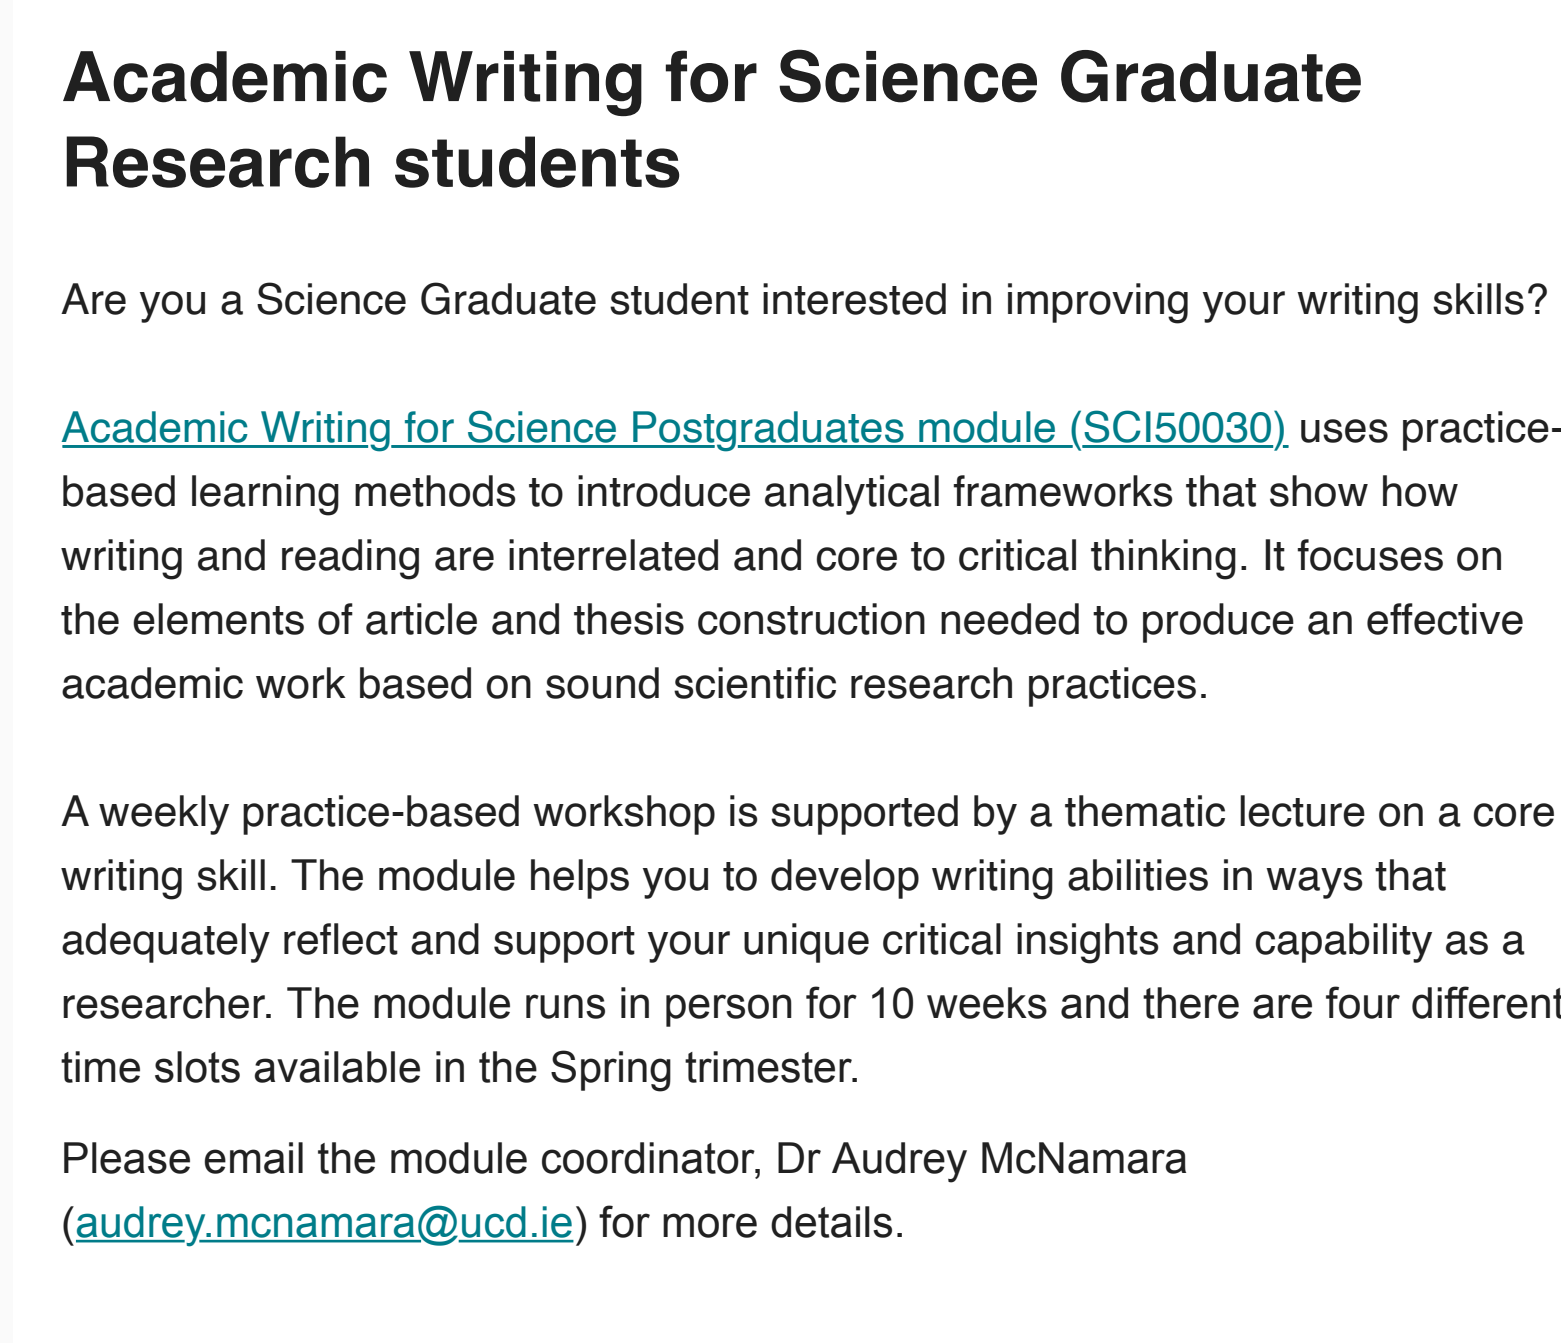 Academic Writing for Science Graduate
Research students
Are you a Science Graduate student interested in improving your writing skills?
Academic Writing for Science Postgraduates module (SCI50030) uses practice-
based learning methods to introduce analytical frameworks that show how
writing and reading are interrelated and core to critical thinking. It focuses on
the elements of article and thesis construction needed to produce an effective
academic work based on sound scientific research practices.
A weekly practice-based workshop is supported by a thematic lecture on a core
writing skill. The module helps you to develop writing abilities in ways that
adequately reflect and support your unique critical insights and capability as a
researcher. The module runs in person for 10 weeks and there are four different
time slots available in the Spring trimester.
Please email the module coordinator, Dr Audrey McNamara
(audrey.mcnamara@ucd.ie) for more details.